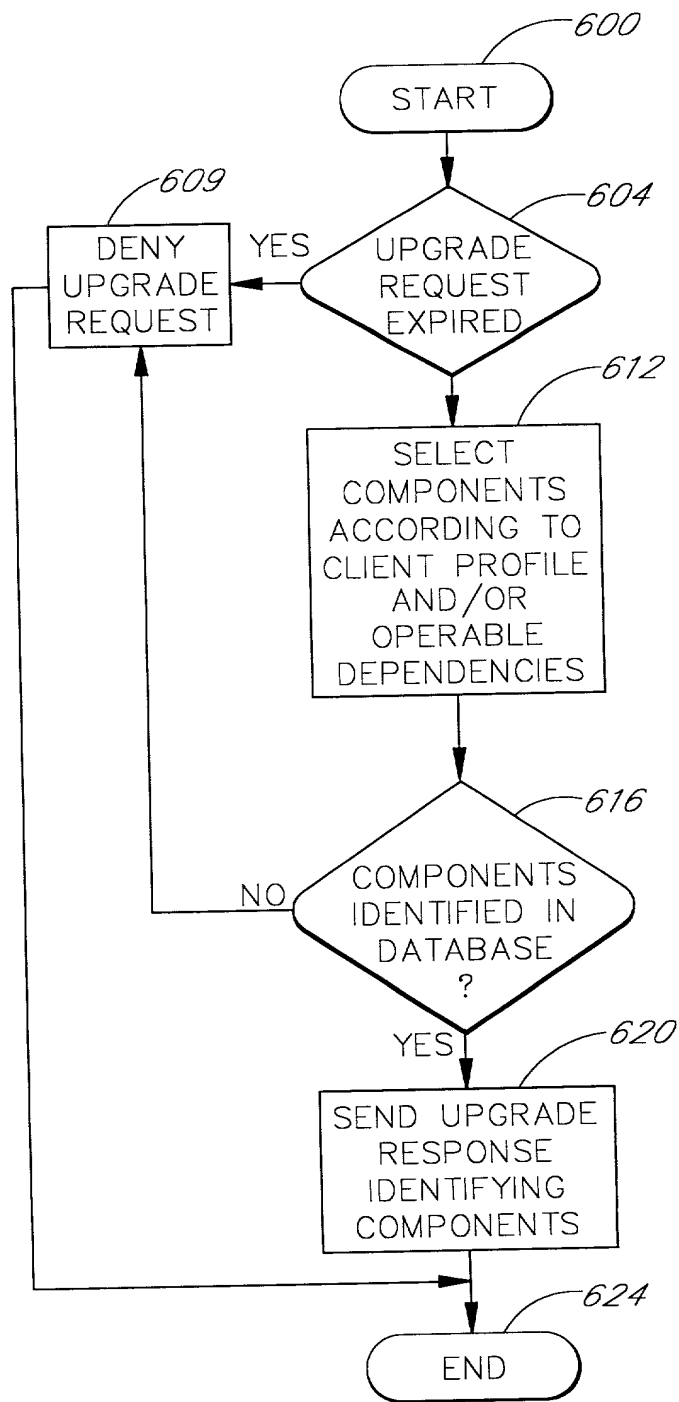 600
START
609
604
DENY
UPGRADE
REQUEST
YES
UPGRADE
REQUEST
EXPIRED
612
SELECT
COMPONENTS
ACCORDING TO
CLIENT PROFILE
AND/OR
OPERABLE
DEPENDENCIES
616
NO
COMPONENTS
IDENTIFIED IN
DATABASE
?
YES
620
SEND UPGRADE
RESPONSE
IDENTIFYING
COMPONENTS
624
END